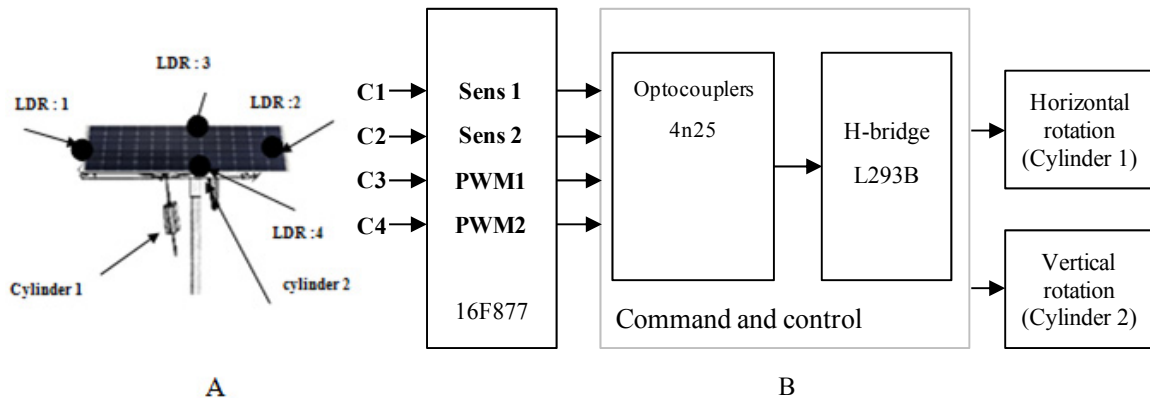 LDR : 3
LDR : 1
LDR :2
LDR :4
Cylinder 1
cylinder 2
A
C1
C2
C3
C4
Sens 1
Sens 2
PWM1
PWM2
16F877
Optocouplers
4n25
H-bridge
L293B
Command and control
Horizontal
rotation
(Cylinder 1)
Vertical
rotation
(Cylinder 2)
B